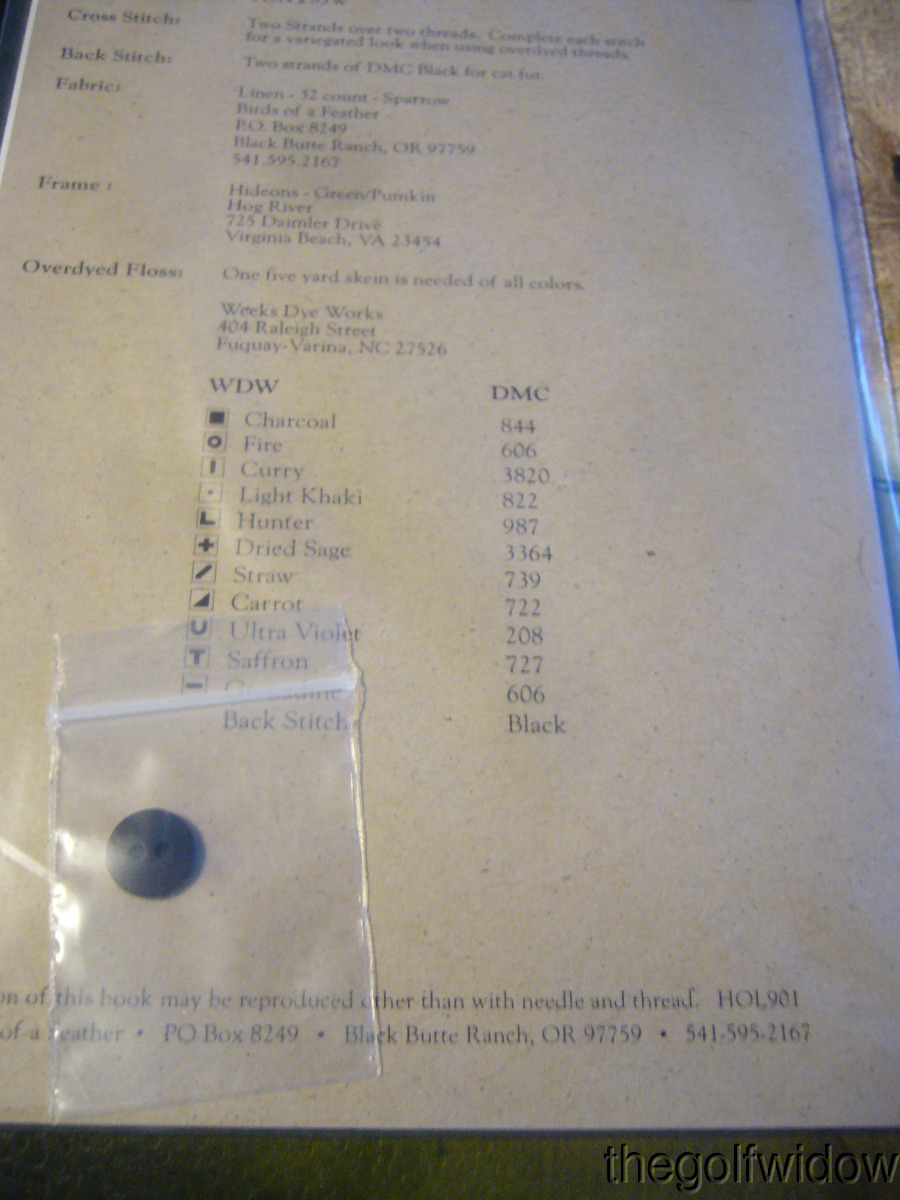 Cross Stitch:
Two Strands over two threads. Complete each stitch
for a variegated look when using overdyed threads.
Back Stitch:
Two strands of DMC Black for cat fur.
Fabric:
Linen - 32 count - Sparrow
Birds of a Feather
P.O. Box 8249
Black Butte Ranch, OR 97759
541.595.2167
Frame :
Hideons - Green/Pumkin
Hog River
725 Daimler Drive
Virginia Beach, VA 23454
Overdyed Floss:
One five yard skein is needed of all colors.
Weeks Dye Works
404 Raleigh Street
Fuquay-Varina, NC 27526
WDW DMC
Charcoal 844
Fire 606
Curry 3820
Light Khaki 822
Hunter 987
Dried Sage 3364
Straw 739
Carrot 722
Ultra Violet 208
Saffron 727
606
Back Stitch Black
on of this book may be reproduced other than with needle and thread. HOL901
of a Feather • PO Box 8249 • Black Butte Ranch, OR 97759 • 541-595-2167
thegolfwidow